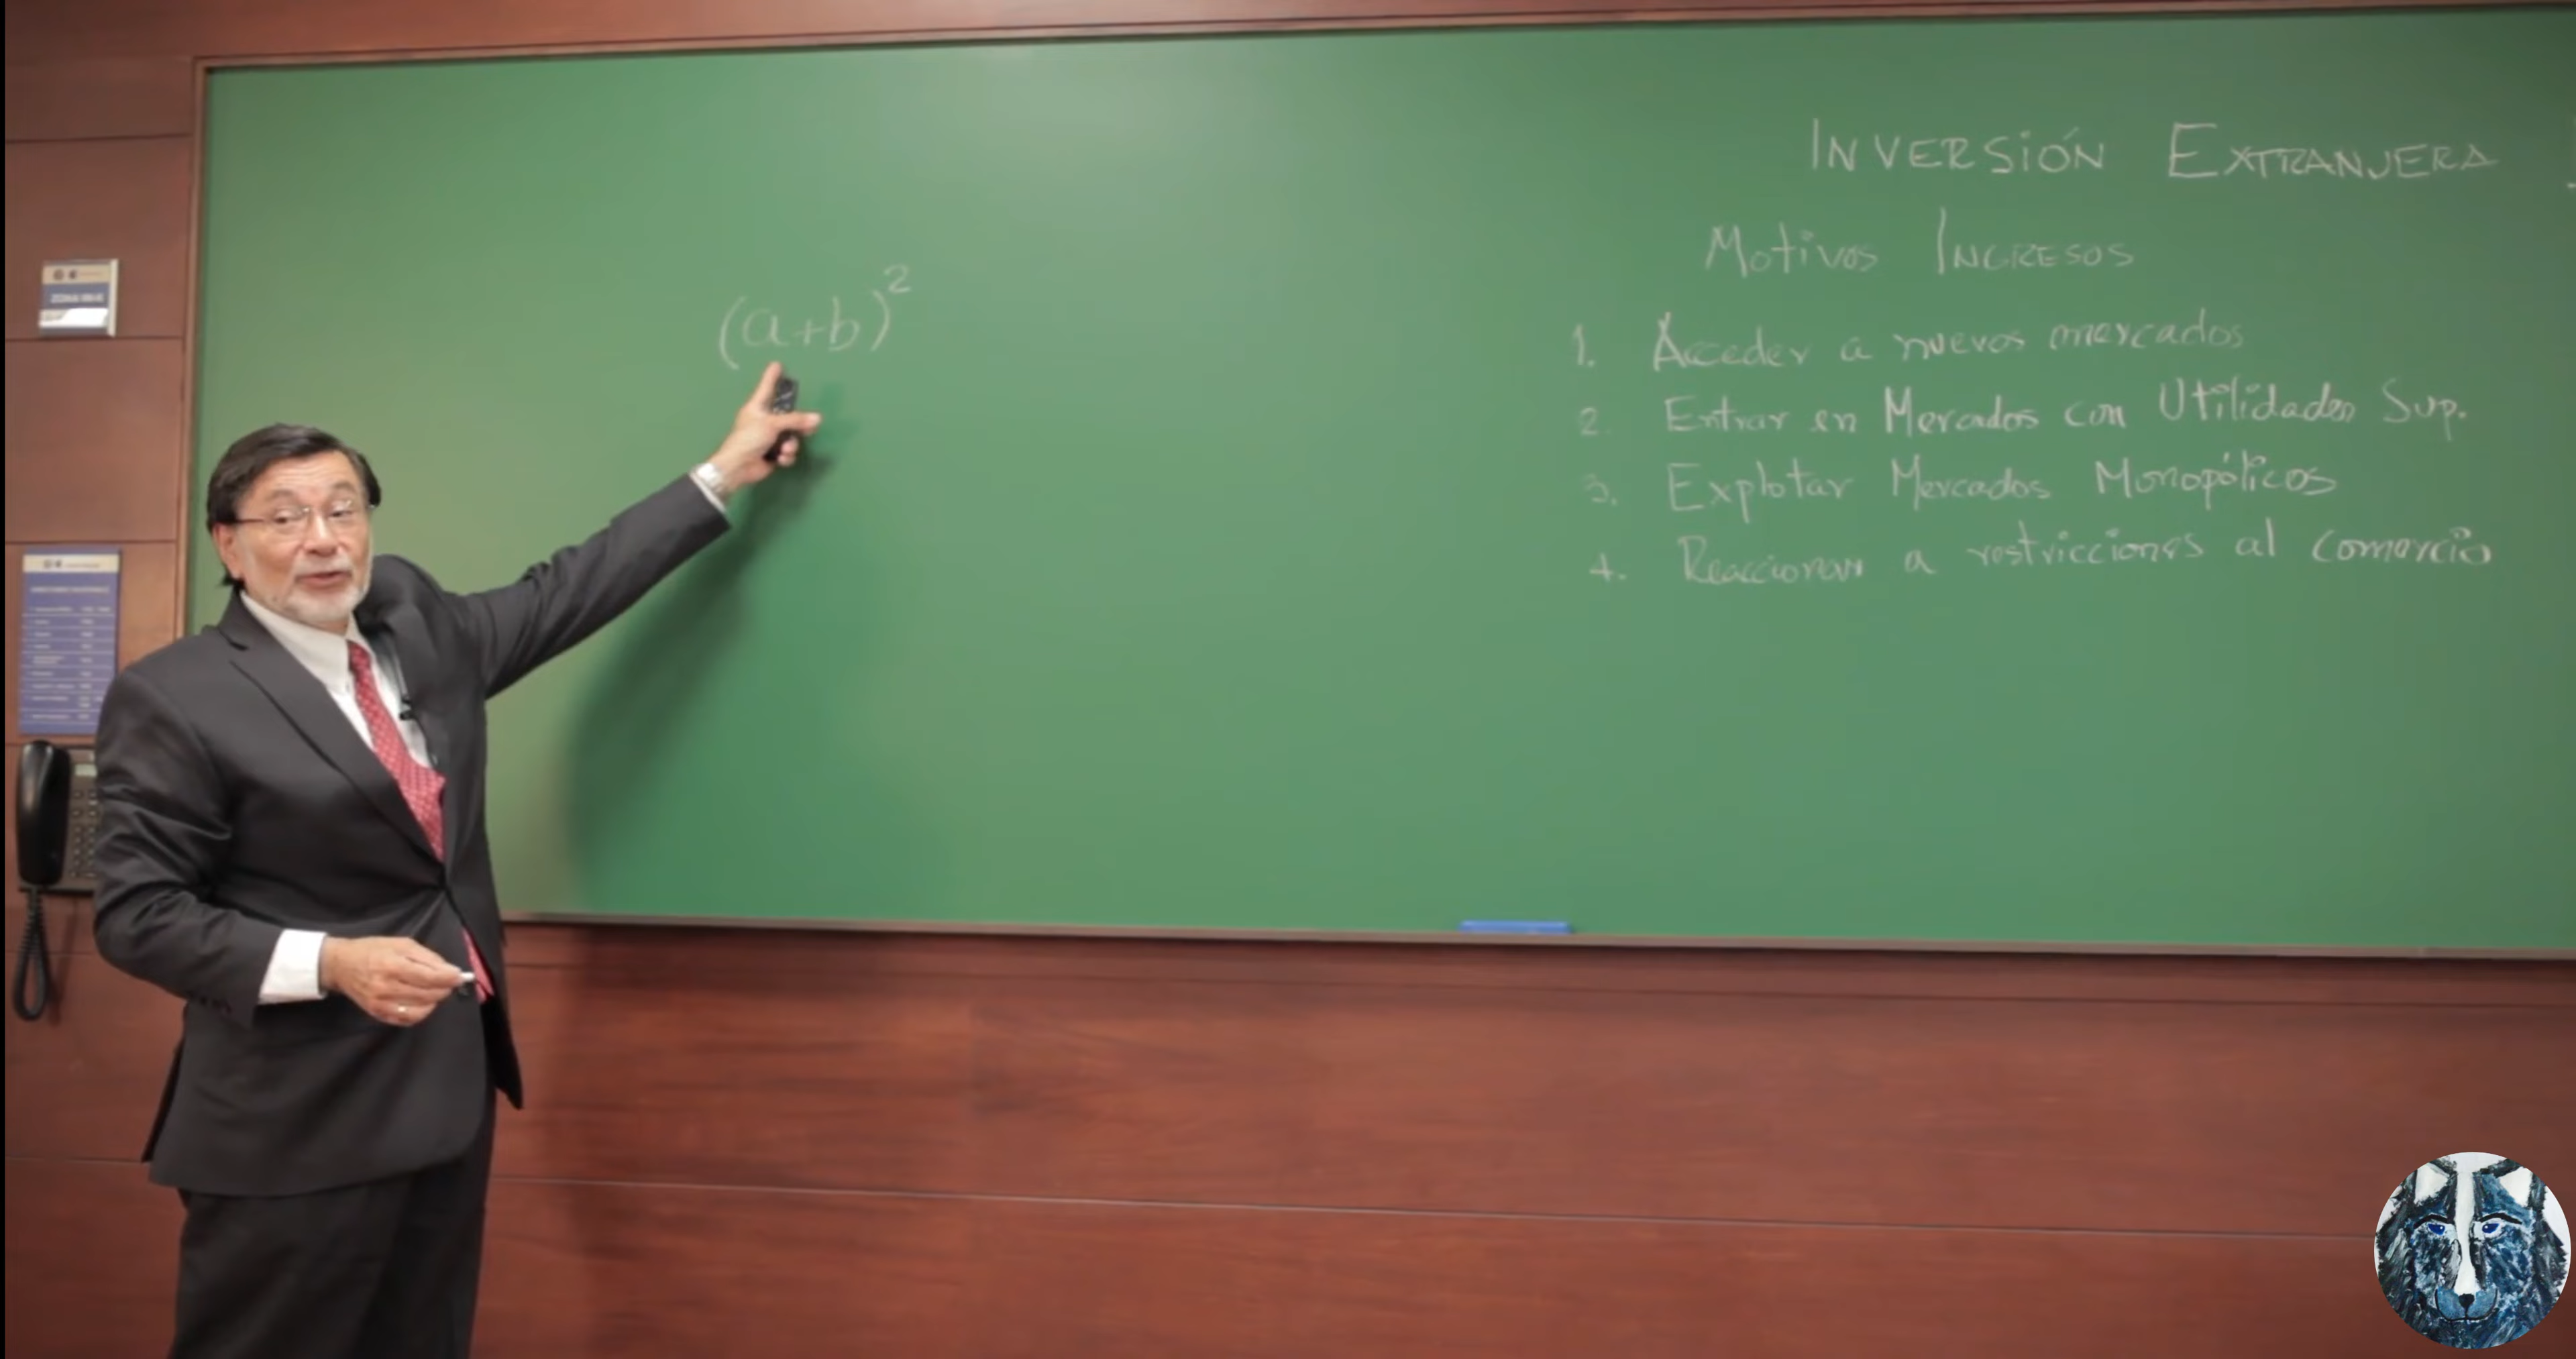 (a+b)²
INVERSIÓN EXTRANJERA
Motivos INGRESOS
1. Acceder a nuevos mercados
2. Entrar en Mercados con Utilidades Sup.
3. Explotar Mercados Monopólicos
4. Reaccionar a restricciones al comercio